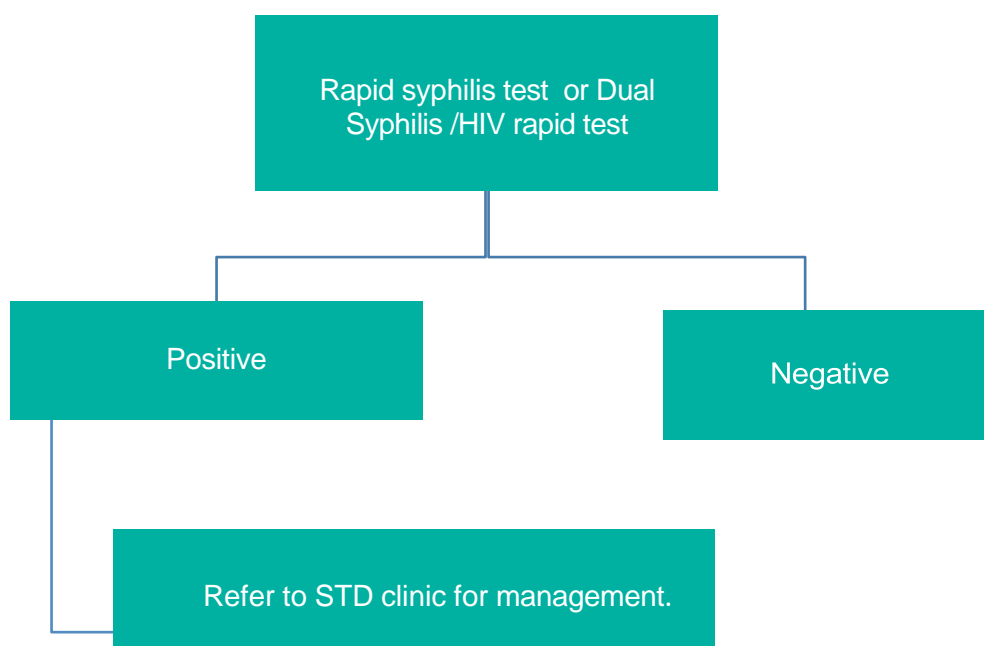 Rapid syphilis test  or Dual
Syphilis /HIV rapid test
Positive
Negative
Refer to STD clinic for management.